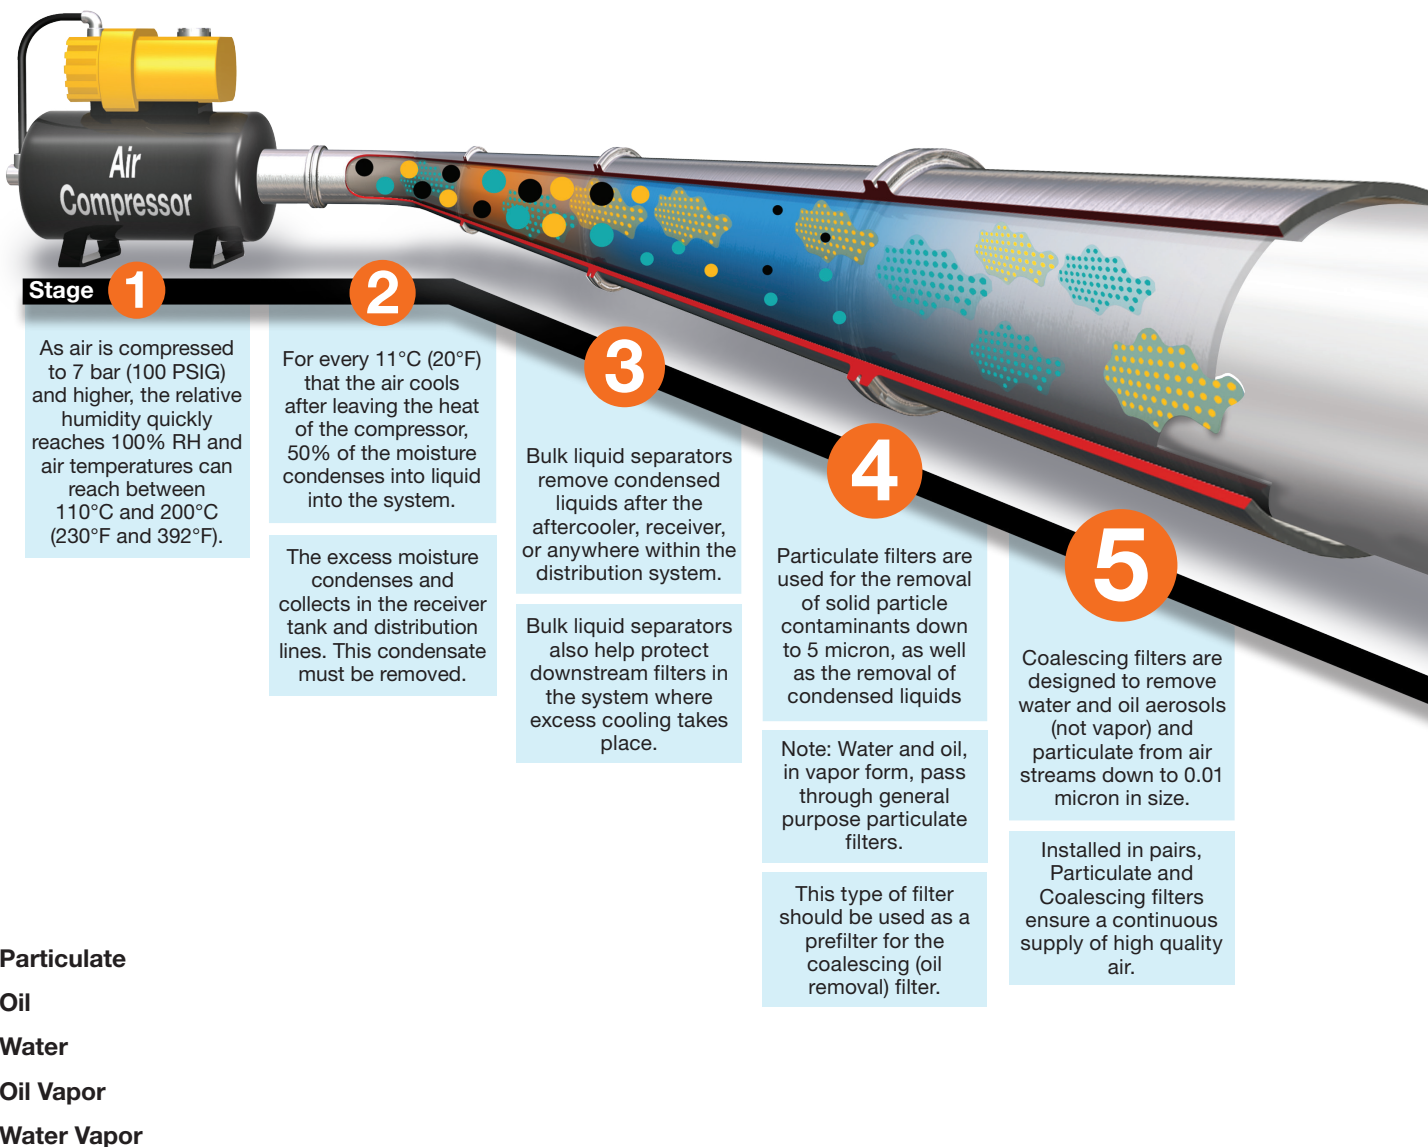 Air
Compressor
Stage 1
2
3
4
5
As air is compressed
to 7 bar (100 PSIG)
and higher, the relative
humidity quickly
reaches 100% RH and
air temperatures can
reach between
110°C and 200°C
(230°F and 392°F).
For every 11°C (20°F)
that the air cools
after leaving the heat
of the compressor,
50% of the moisture
condenses into liquid
into the system.
The excess moisture
condenses and
collects in the receiver
tank and distribution
lines. This condensate
must be removed.
Bulk liquid separators
remove condensed
liquids after the
aftercooler, receiver,
or anywhere within the
distribution system.
Bulk liquid separators
also help protect
downstream filters in
the system where
excess cooling takes
place.
Particulate filters are
used for the removal
of solid particle
contaminants down
to 5 micron, as well
as the removal of
condensed liquids
Note: Water and oil,
in vapor form, pass
through general
purpose particulate
filters.
This type of filter
should be used as a
prefilter for the
coalescing (oil
removal) filter.
Coalescing filters are
designed to remove
water and oil aerosols
(not vapor) and
particulate from air
streams down to 0.01
micron in size.
Installed in pairs,
Particulate and
Coalescing filters
ensure a continuous
supply of high quality
air.
Particulate
Oil
Water
Oil Vapor
Water Vapor